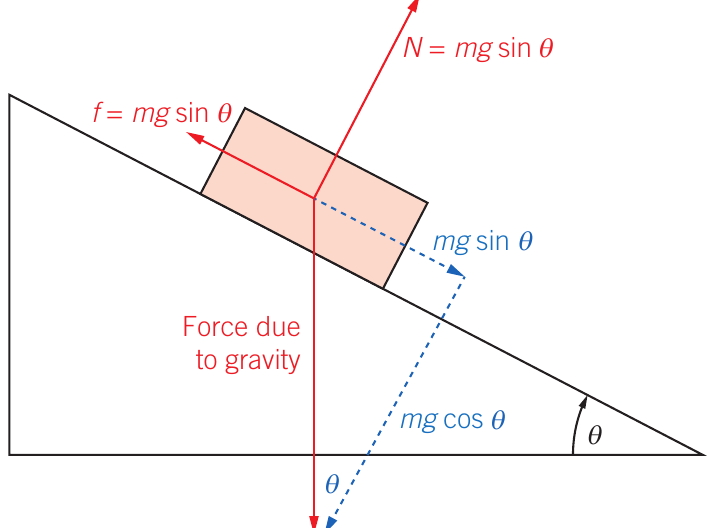 N = mg sin θ
f = mg sin θ
mg sin θ
Force due
to gravity
mg cos θ
θ
θ